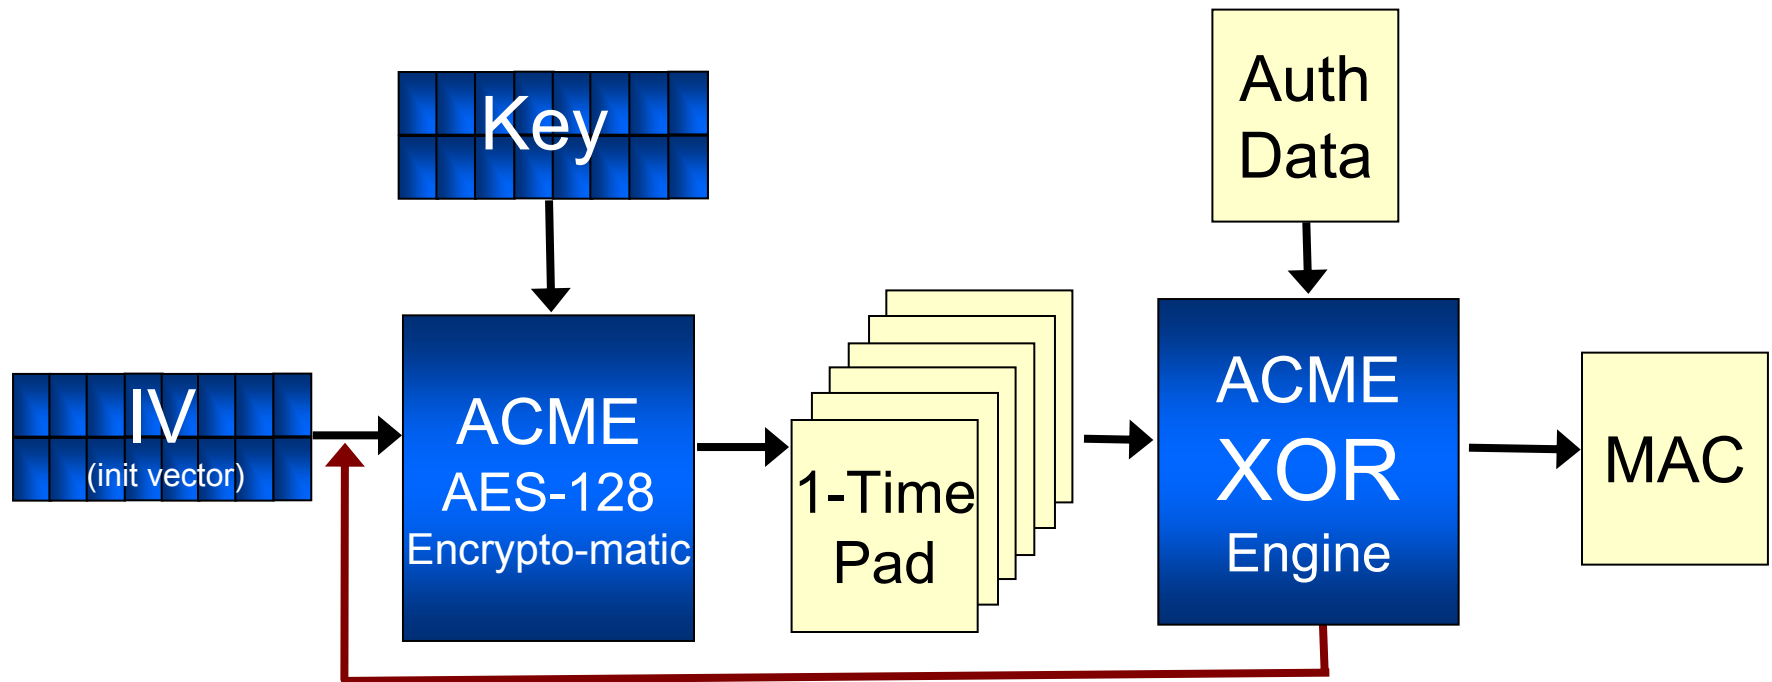 Key
Auth
Data
IV
(init vector)
ACME
AES-128
Encrypto-matic
1-Time
Pad
ACME
XOR
Engine
MAC